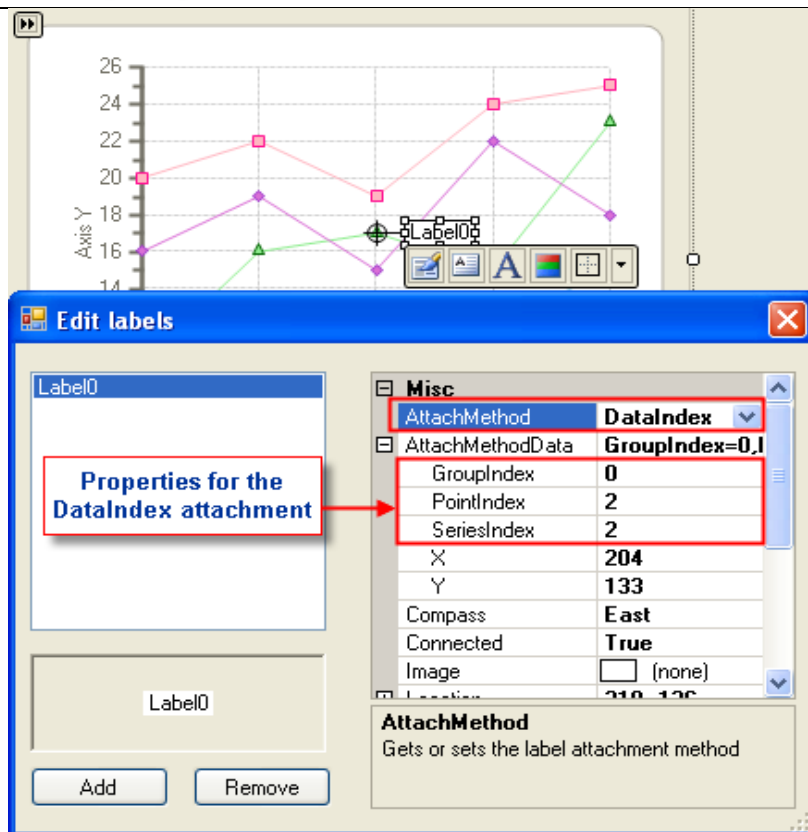 26
24
22
20
18
16
14
Axis Y
Label0
A
Edit labels
Label0
Properties for the
DataIndex attachment
Misc
AttachMethod DataIndex
AttachMethodData GroupIndex=0,I
GroupIndex 0
PointIndex 2
SeriesIndex 2
X 204
Y 133
Compass East
Connected True
Image (none)
Label0
AttachMethod
Gets or sets the label attachment method
Add Remove